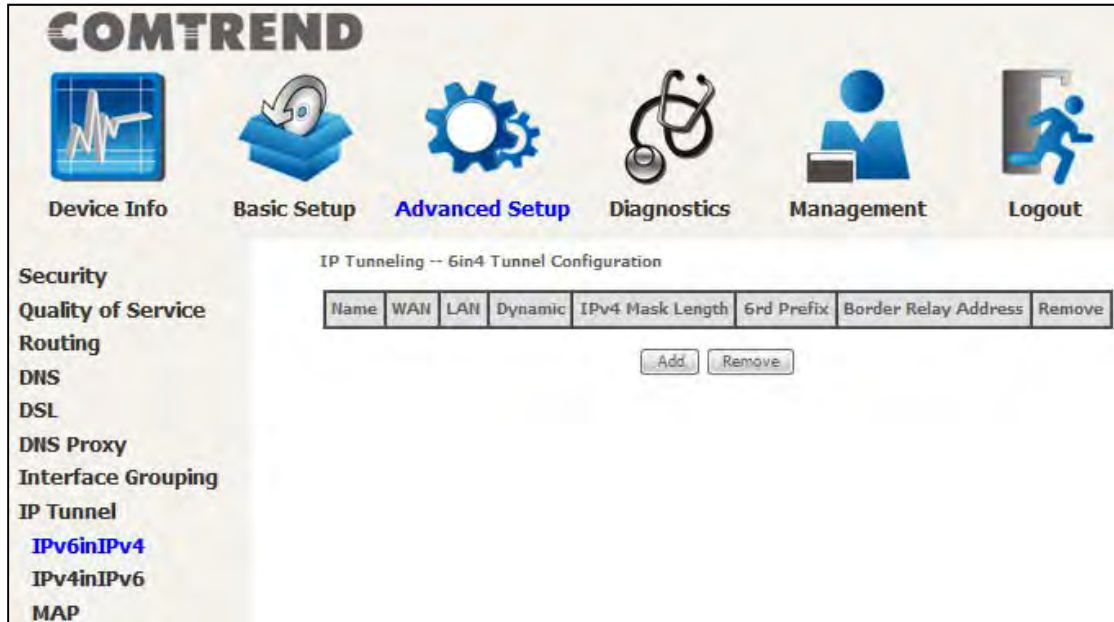 COMTREND
Device Info Basic Setup Advanced Setup Diagnostics Management Logout
Security
Quality of Service
Routing
DNS
DSL
DNS Proxy
Interface Grouping
IP Tunnel
IPv6inIPv4
IPv4inIPv6
MAP
IP Tunneling -- 6in4 Tunnel Configuration
Name WAN LAN Dynamic IPv4 Mask Length 6rd Prefix Border Relay Address Remove
Add Remove